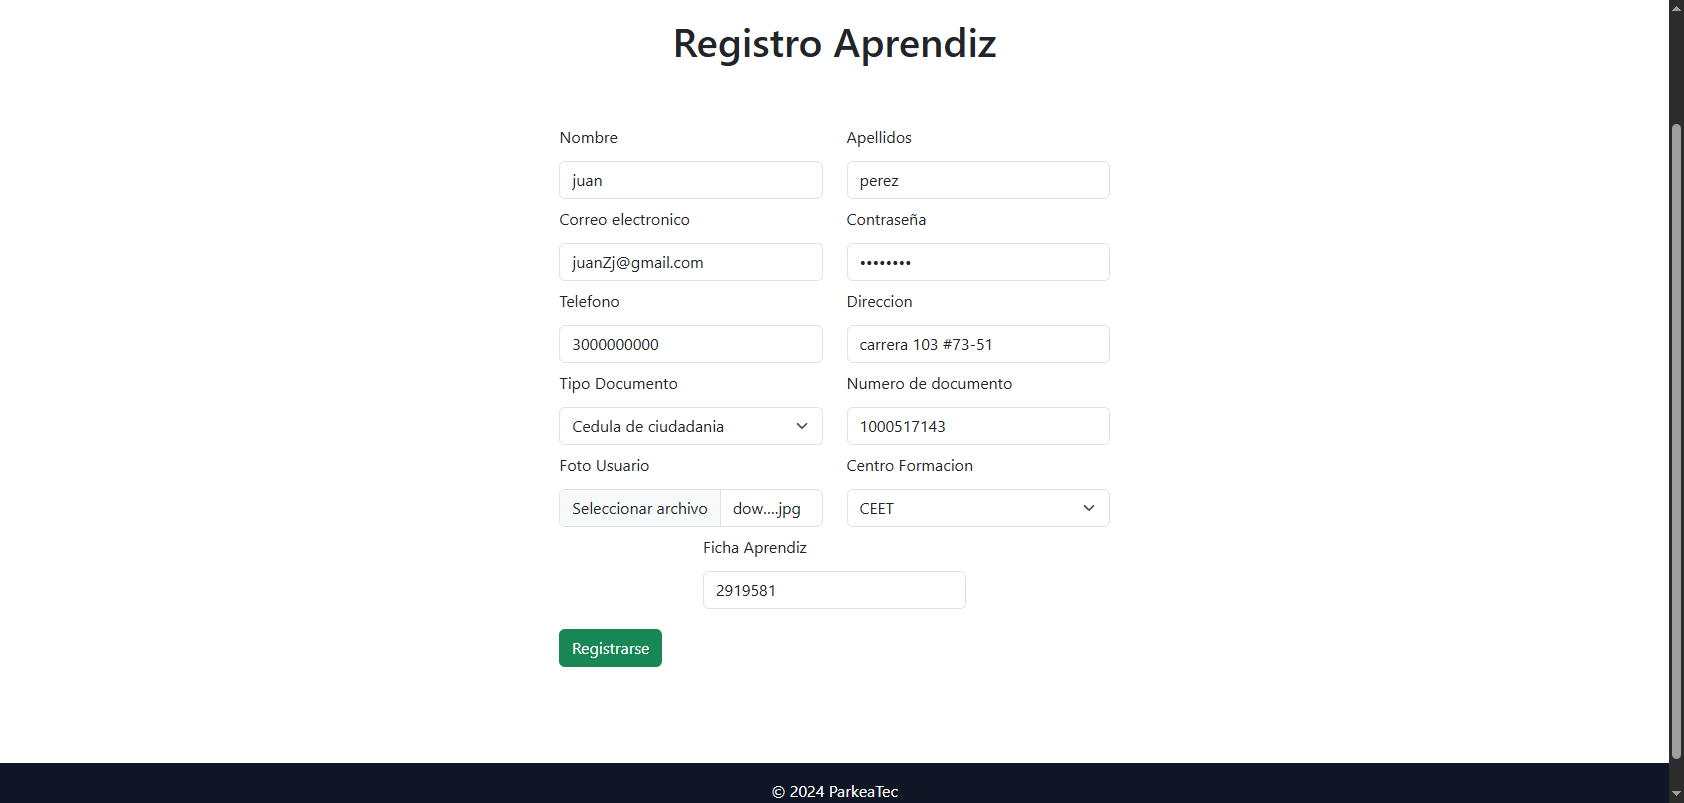 Registro Aprendiz
Nombre Apellidos
juan perez
Correo electronico Contraseña
juanZj@gmail.com ••••••••
Telefono Direccion
3000000000 carrera 103 #73-51
Tipo Documento Numero de documento
Cedula de ciudadania 1000517143
Foto Usuario Centro Formacion
Seleccionar archivo dow....jpg CEET
Ficha Aprendiz
2919581
Registrarse
© 2024 ParkeaTec